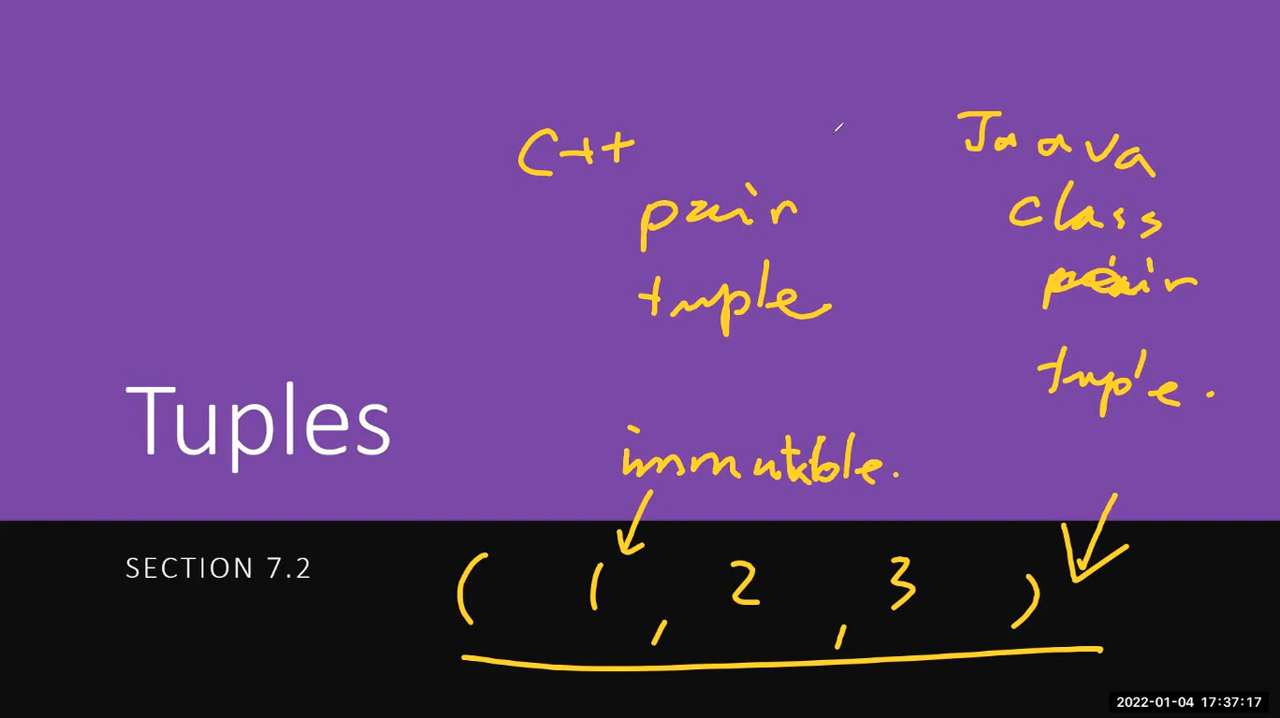 C++
pair
tuple
Jaava
class
pair
tuple.
Tuples
immutable.
SECTION 7.2
( 1 , 2 , 3 )
2022-01-04 17:37:17